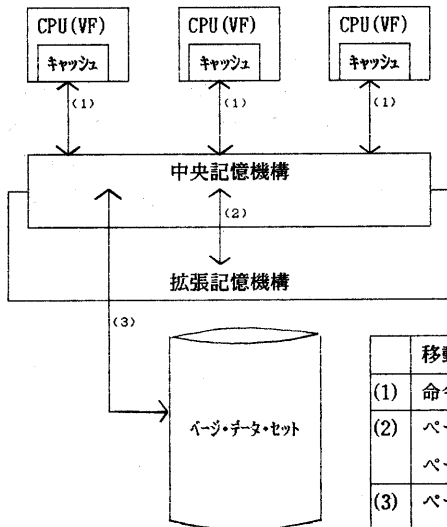 CPU(VF) CPU(VF) CPU(VF)
キャッシュ キャッシュ キャッシュ
(1) (1) (1)
中央記憶機構
(2)
拡張記憶機構
(3)
ページ・データ・セット
移動
(1) 命令
(2) ペー
ペー
(3) ペー